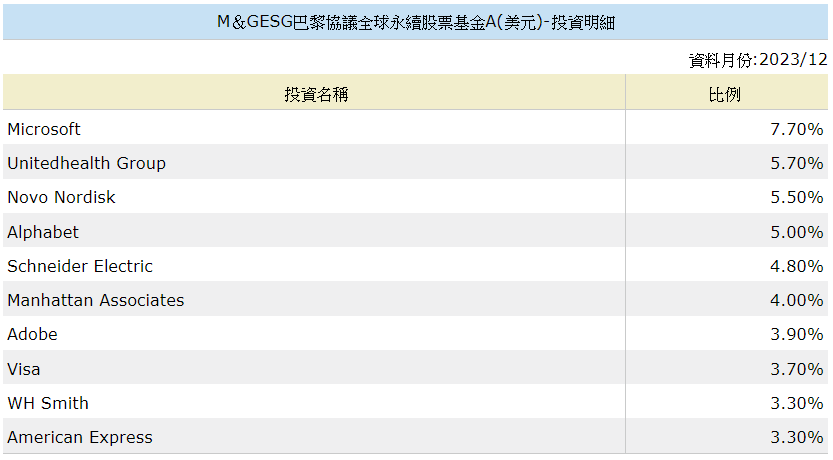 M&GESG巴黎協議全球永續股票基金A(美元)-投資明細
資料月份:2023/12
投資名稱 比例
Microsoft 7.70%
Unitedhealth Group 5.70%
Novo Nordisk 5.50%
Alphabet 5.00%
Schneider Electric 4.80%
Manhattan Associates 4.00%
Adobe 3.90%
Visa 3.70%
WH Smith 3.30%
American Express 3.30%